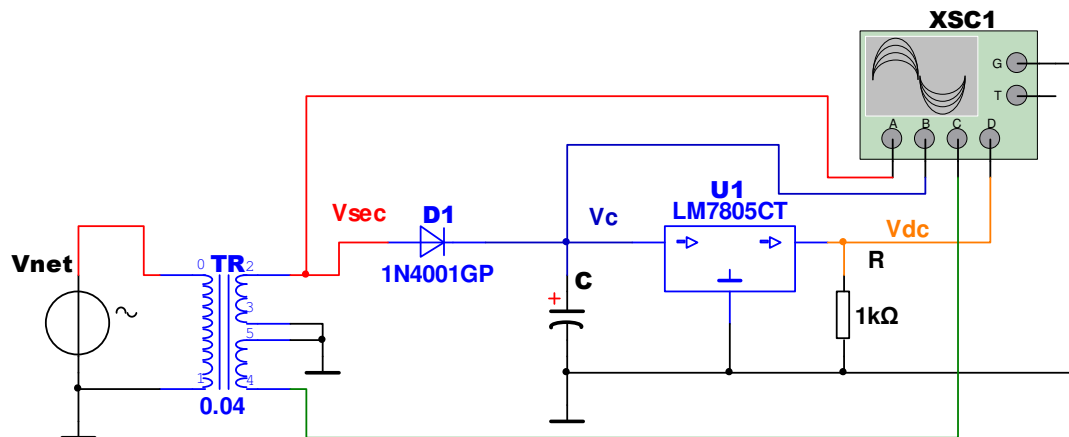 XSC1
G
T
A B C D
Vsec
D1
1N4001GP
Vc
U1
LM7805CT
Vdc
R
Vnet
0 TR 2
3
5
1 4
0.04
+
C
1kΩ